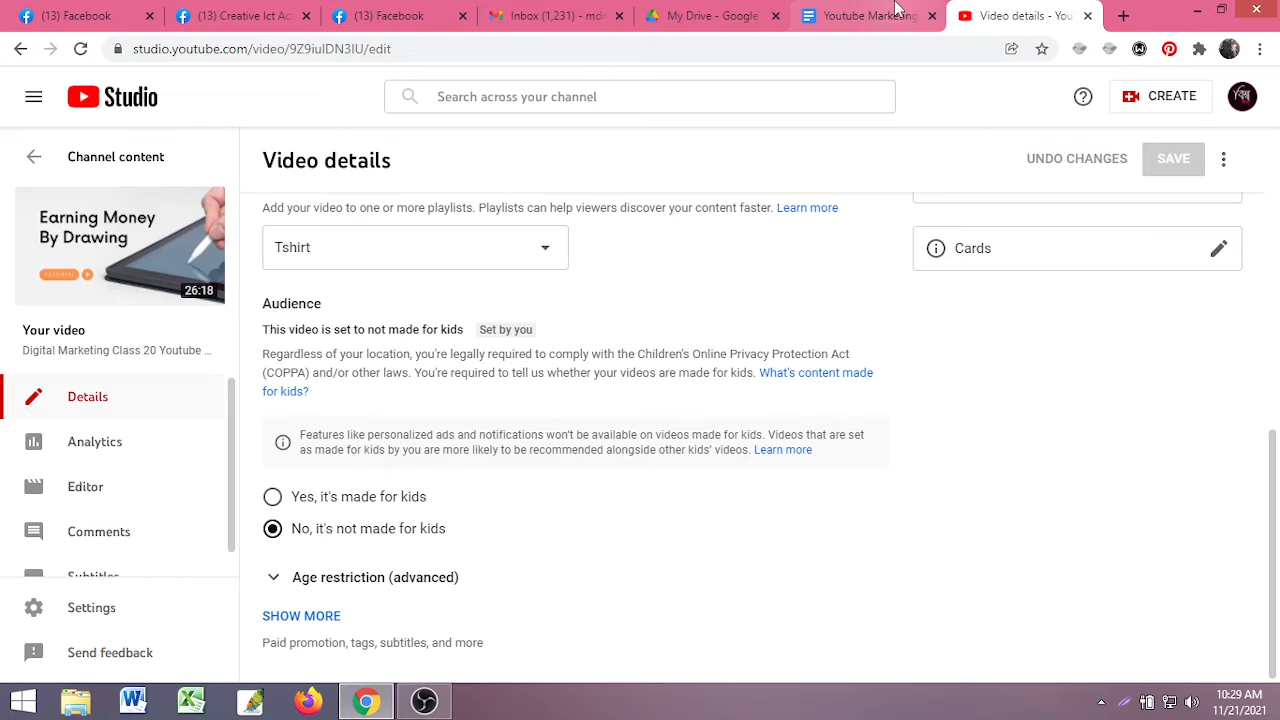 (13) Facebook
(13) Creative Ict Aca
(13) Facebook
Inbox (1,231) - mde
My Drive - Google
Youtube Marketing
Video details - You
studio.youtube.com/video/9Z9iulDN3IU/edit
Studio
Search across your channel
CREATE
Channel content
Video details
UNDO CHANGES
SAVE
Earning Money
By Drawing
26:18
Your video
Digital Marketing Class 20 Youtube ...
Details
Analytics
Editor
Comments
Subtitles
Settings
Send feedback
Add your video to one or more playlists. Playlists can help viewers discover your content faster. Learn more
Tshirt
Cards
Audience
This video is set to not made for kids Set by you
Regardless of your location, you're legally required to comply with the Children's Online Privacy Protection Act
(COPPA) and/or other laws. You're required to tell us whether your videos are made for kids. What's content made
for kids?
Features like personalized ads and notifications won't be available on videos made for kids. Videos that are set
as made for kids by you are more likely to be recommended alongside other kids' videos. Learn more
Yes, it's made for kids
No, it's not made for kids
Age restriction (advanced)
SHOW MORE
Paid promotion, tags, subtitles, and more
10:29 AM
11/21/2021